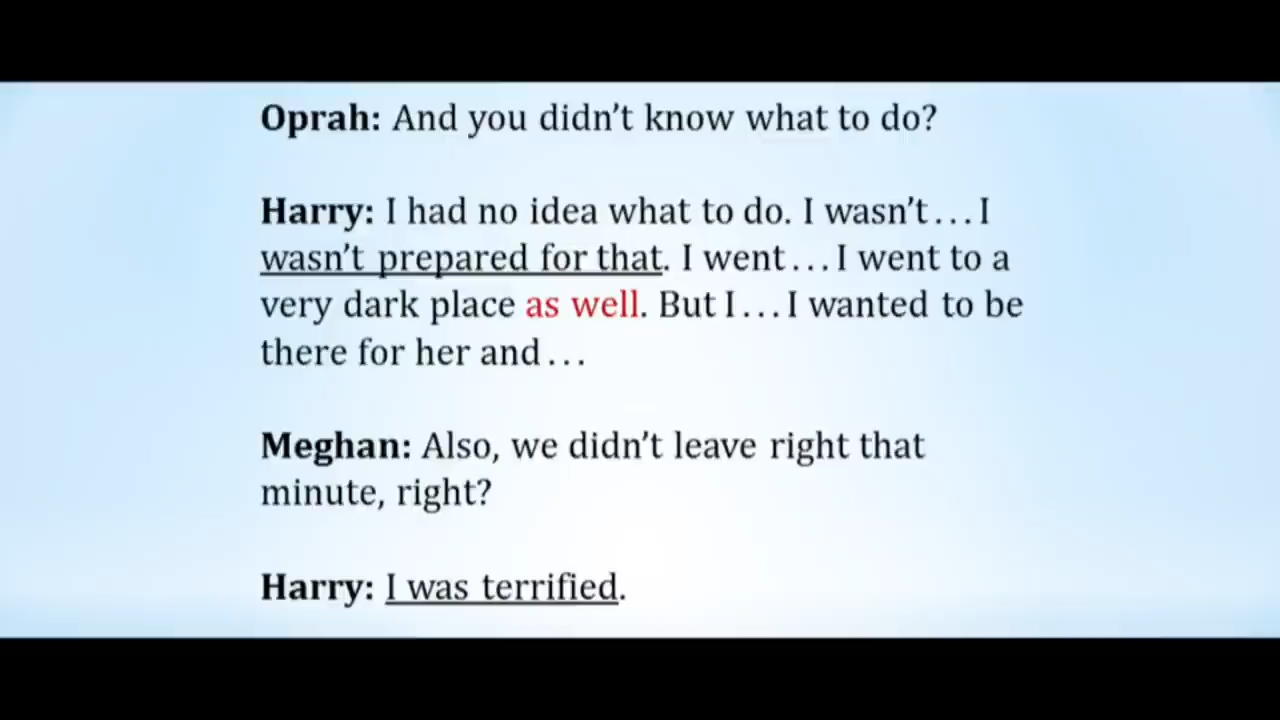 Oprah: And you didn’t know what to do?
Harry: I had no idea what to do. I wasn’t...I
wasn’t prepared for that. I went...I went to a
very dark place as well. But I...I wanted to be
there for her and...
Meghan: Also, we didn’t leave right that
minute, right?
Harry: I was terrified.